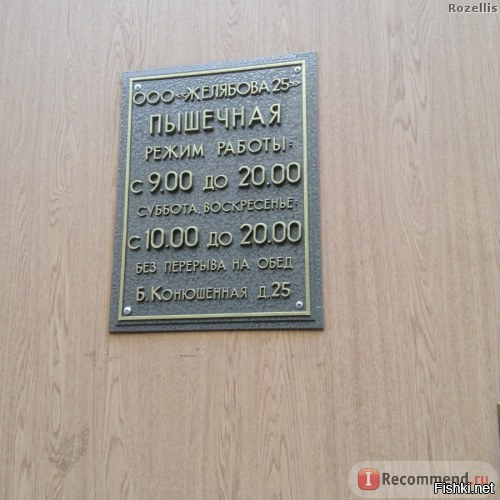 Rozellis
ООО «ЖЕЛЯБОВА 25»
ПЫШЕЧНАЯ
РЕЖИМ РАБОТЫ:
С 9.00 ДО 20.00
СУББОТА, ВОСКРЕСЕНЬЕ:
С 10.00 ДО 20.00
БЕЗ ПЕРЕРЫВА НА ОБЕД
Б. КОНЮШЕННАЯ Д. 25
IRecommend.ru
Fishki.net